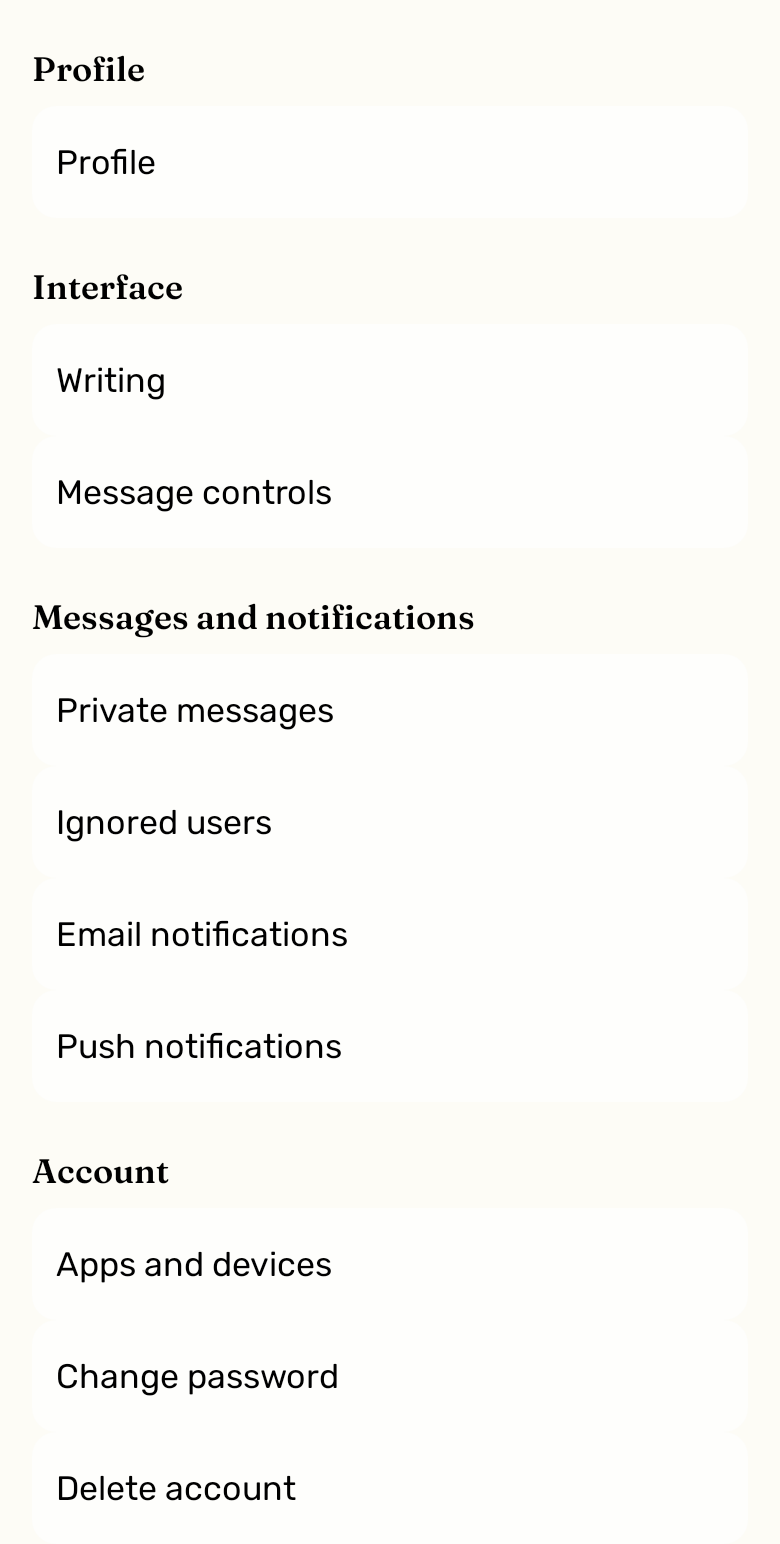 Profile
Profile
Interface
Writing
Message controls
Messages and notifications
Private messages
Ignored users
Email notifications
Push notifications
Account
Apps and devices
Change password
Delete account